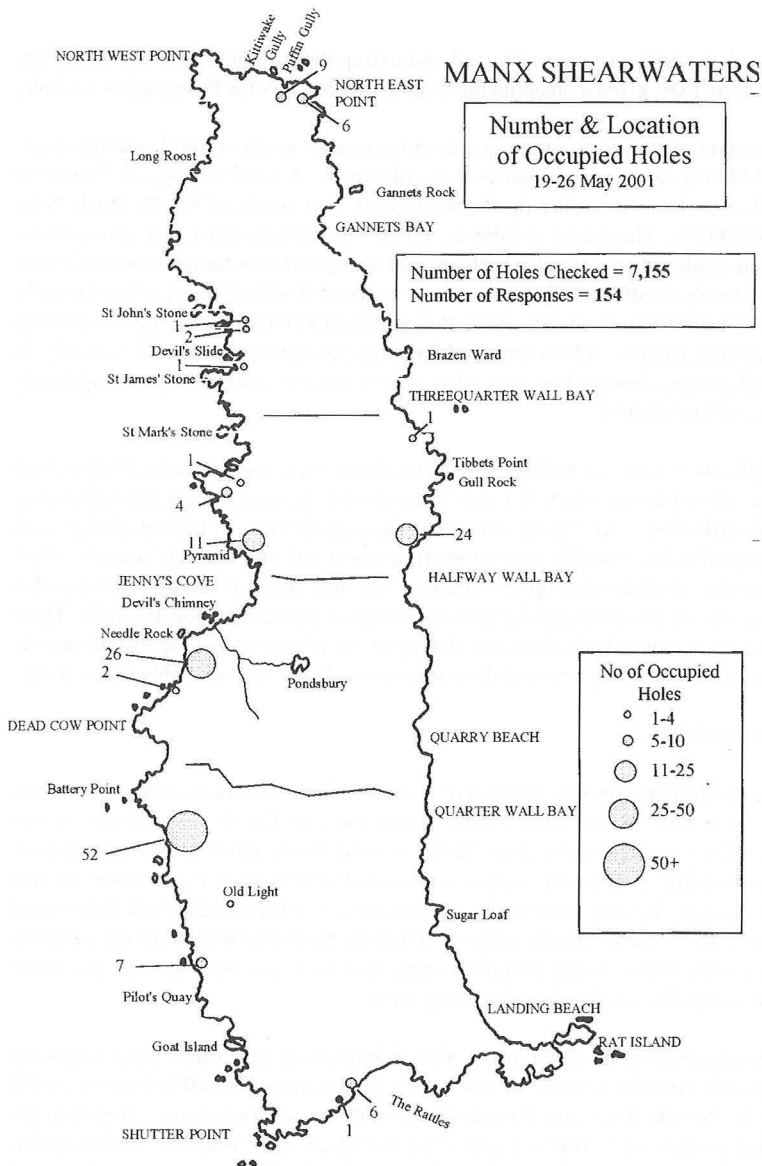 MANX SHEARWATERS
Number & Location
of Occupied Holes
19-26 May 2001
Number of Holes Checked = 7,155
Number of Responses = 154
NORTH WEST POINT
Kittiwake
Gully
Puffin Gully
9
NORTH EAST
POINT
6
Long Roost
Gannets Rock
GANNETS BAY
St John's Stone
1
2
Devil's Slide
1
St James' Stone
Brazen Ward
THREEQUARTER WALL BAY
1
St Mark's Stone
Tibbets Point
Gull Rock
1
4
11
24
Pyramid
JENNY'S COVE
HALFWAY WALL BAY
Devil's Chimney
Needle Rock
26
2
Pondsbury
DEAD COW POINT
QUARRY BEACH
Battery Point
QUARTER WALL BAY
52
Old Light
Sugar Loaf
7
Pilot's Quay
LANDING BEACH
RAT ISLAND
Goat Island
The Rattles
6
1
SHUTTER POINT
No of Occupied
Holes
1-4
5-10
11-25
25-50
50+